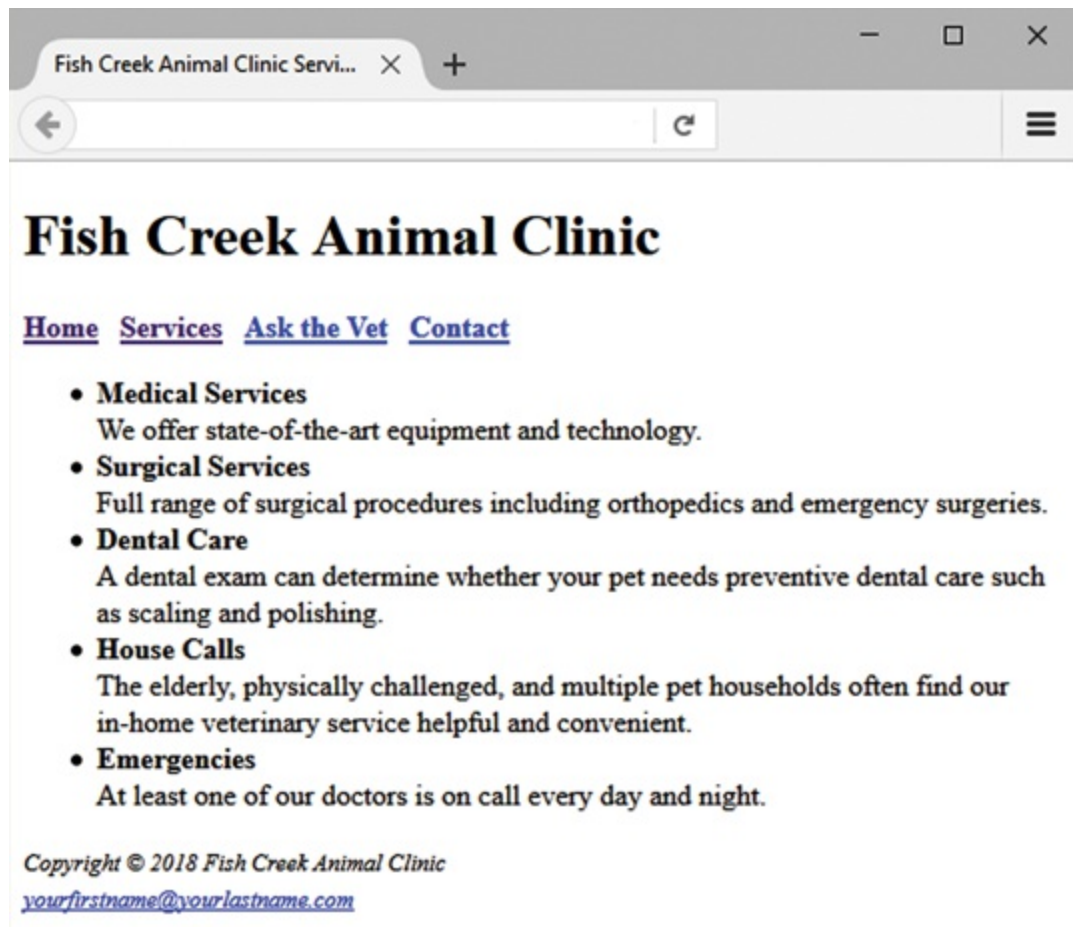 Fish Creek Animal Clinic Servi...
Fish Creek Animal Clinic
Home Services Ask the Vet Contact
• Medical Services
We offer state-of-the-art equipment and technology.
• Surgical Services
Full range of surgical procedures including orthopedics and emergency surgeries.
• Dental Care
A dental exam can determine whether your pet needs preventive dental care such
as scaling and polishing.
• House Calls
The elderly, physically challenged, and multiple pet households often find our
in-home veterinary service helpful and convenient.
• Emergencies
At least one of our doctors is on call every day and night.
Copyright © 2018 Fish Creek Animal Clinic
yourfirstname@yourlastname.com